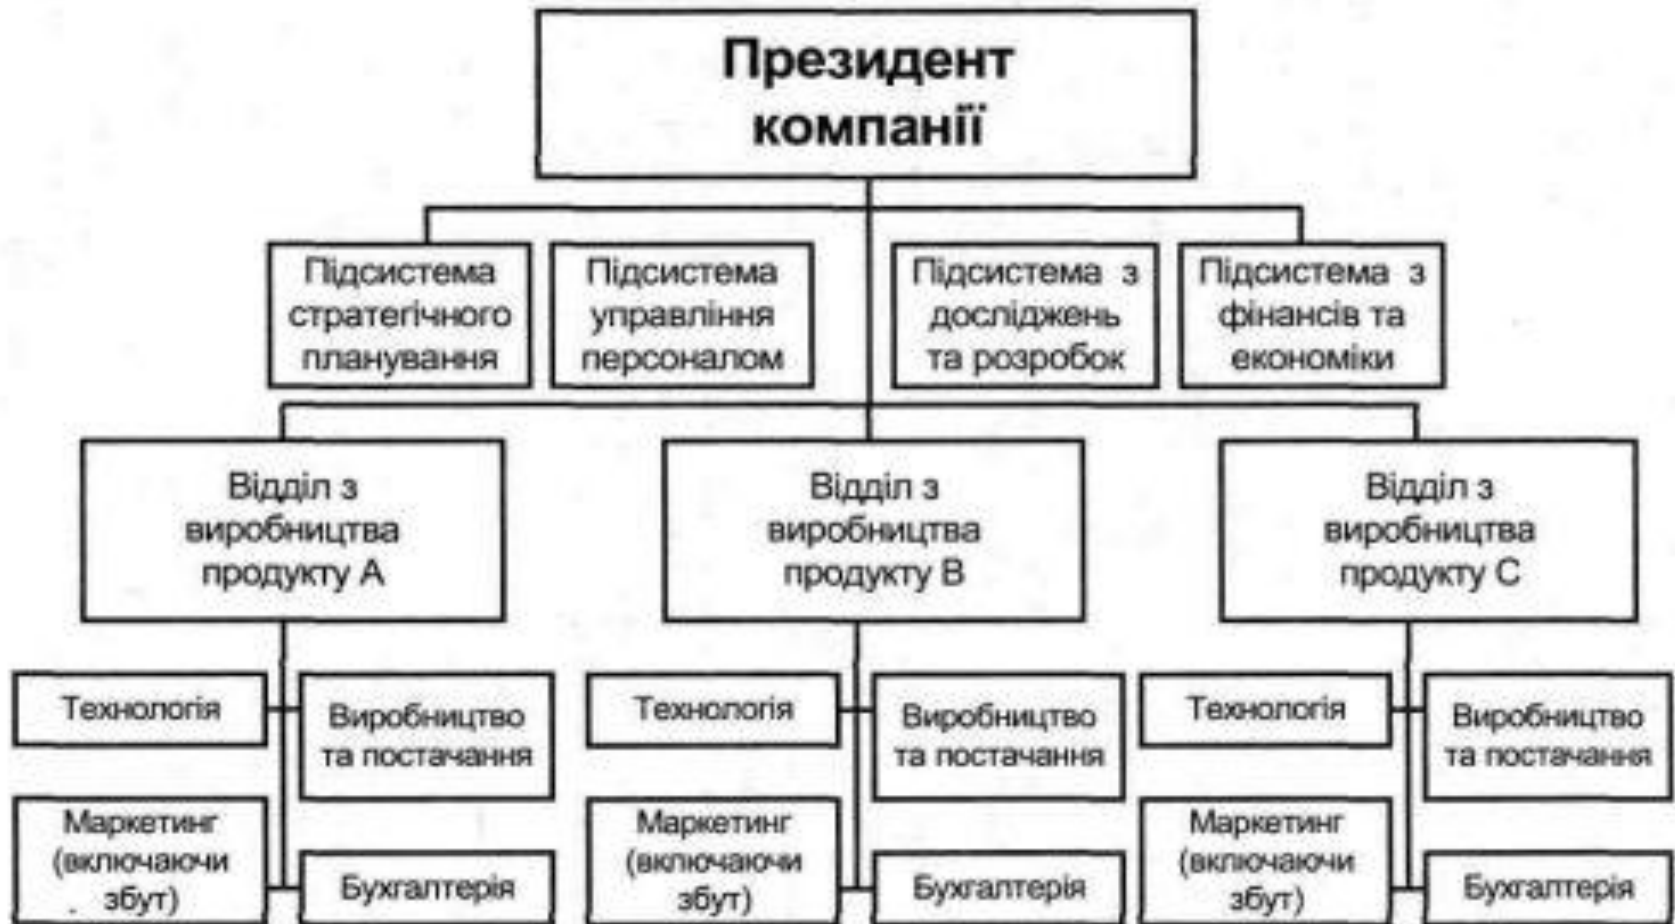 Президент
компанії
Підсистема
стратегічного
планування
Підсистема
управління
персоналом
Підсистема з
досліджень
та розробок
Підсистема з
фінансів та
економіки
Відділ з
виробництва
продукту А
Відділ з
виробництва
продукту В
Відділ з
виробництва
продукту С
Технологія
Виробництво
та постачання
Маркетинг
(включаючи
збут)
Бухгалтерія
Технологія
Виробництво
та постачання
Маркетинг
(включаючи
збут)
Бухгалтерія
Технологія
Виробництво
та постачання
Маркетинг
(включаючи
збут)
Бухгалтерія